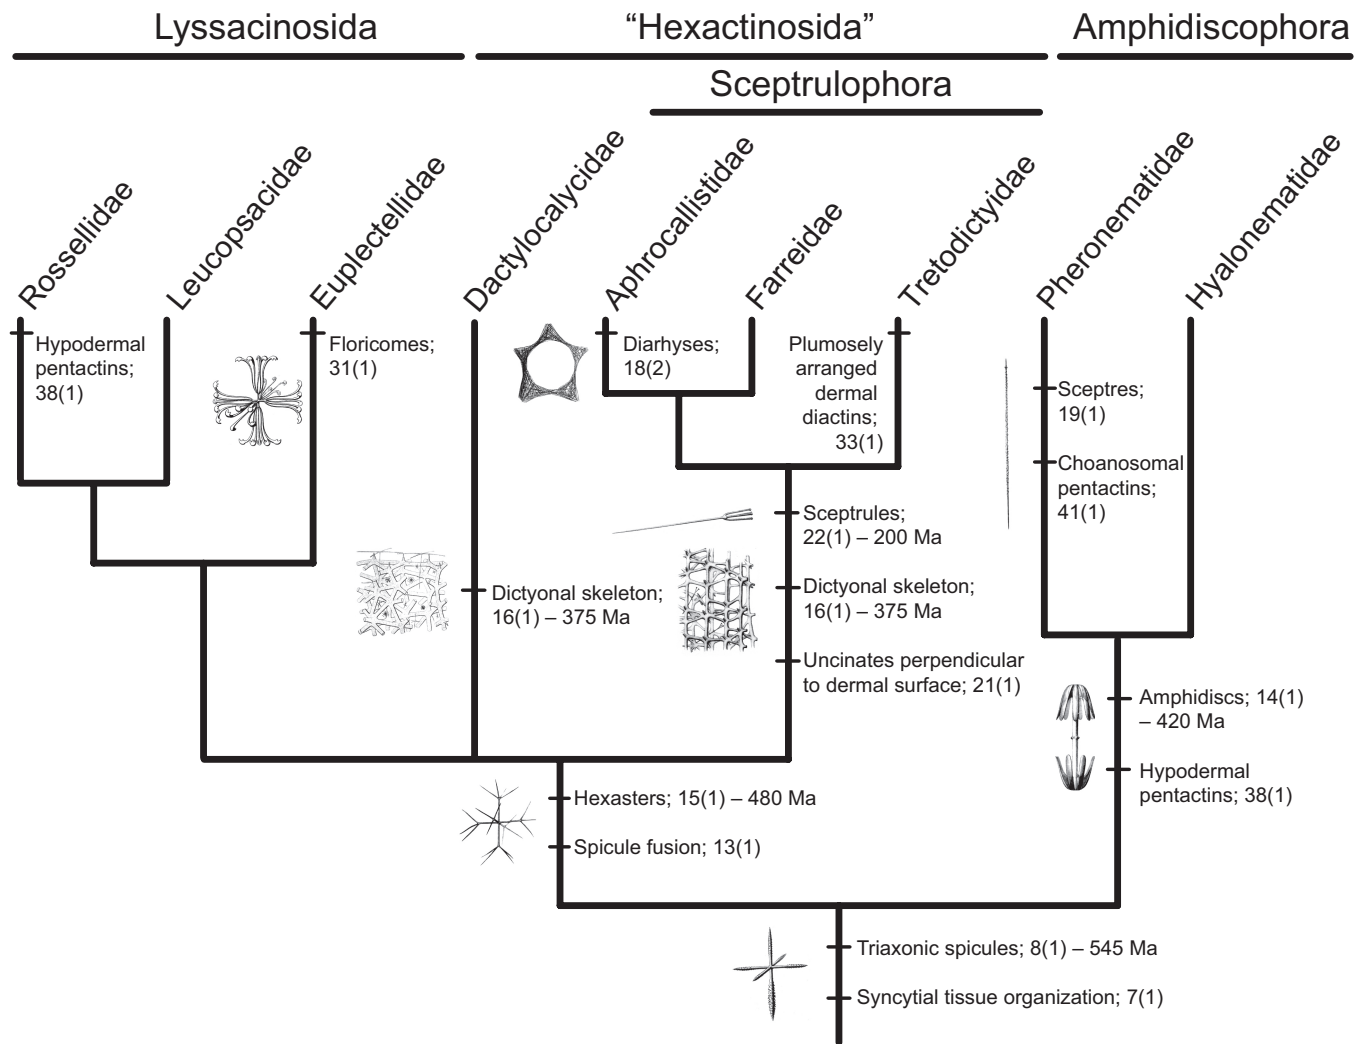 Lyssacinosida
“Hexactinosida”
Amphidiscophora
Sceptrulophora
Rossellidae
Leucopsacidae
Euplectellidae
Dactylocalycidae
Aphrocallistidae
Farreidae
Tretodictyidae
Pheronematidae
Hyalonematidae
Hypodermal
pentactins;
38(1)
Floricomes;
31(1)
Diarhyses;
18(2)
Plumosely
arranged
dermal
diactins;
33(1)
Sceptres;
19(1)
Choanosomal
pentactins;
41(1)
Sceptrules;
22(1) – 200 Ma
Dictyonal skeleton;
16(1) – 375 Ma
Dictyonal skeleton;
16(1) – 375 Ma
Uncinates perpendicular
to dermal surface; 21(1)
Amphidiscs; 14(1)
– 420 Ma
Hypodermal
pentactins; 38(1)
Hexasters; 15(1) – 480 Ma
Spicule fusion; 13(1)
Triaxonic spicules; 8(1) – 545 Ma
Syncytial tissue organization; 7(1)